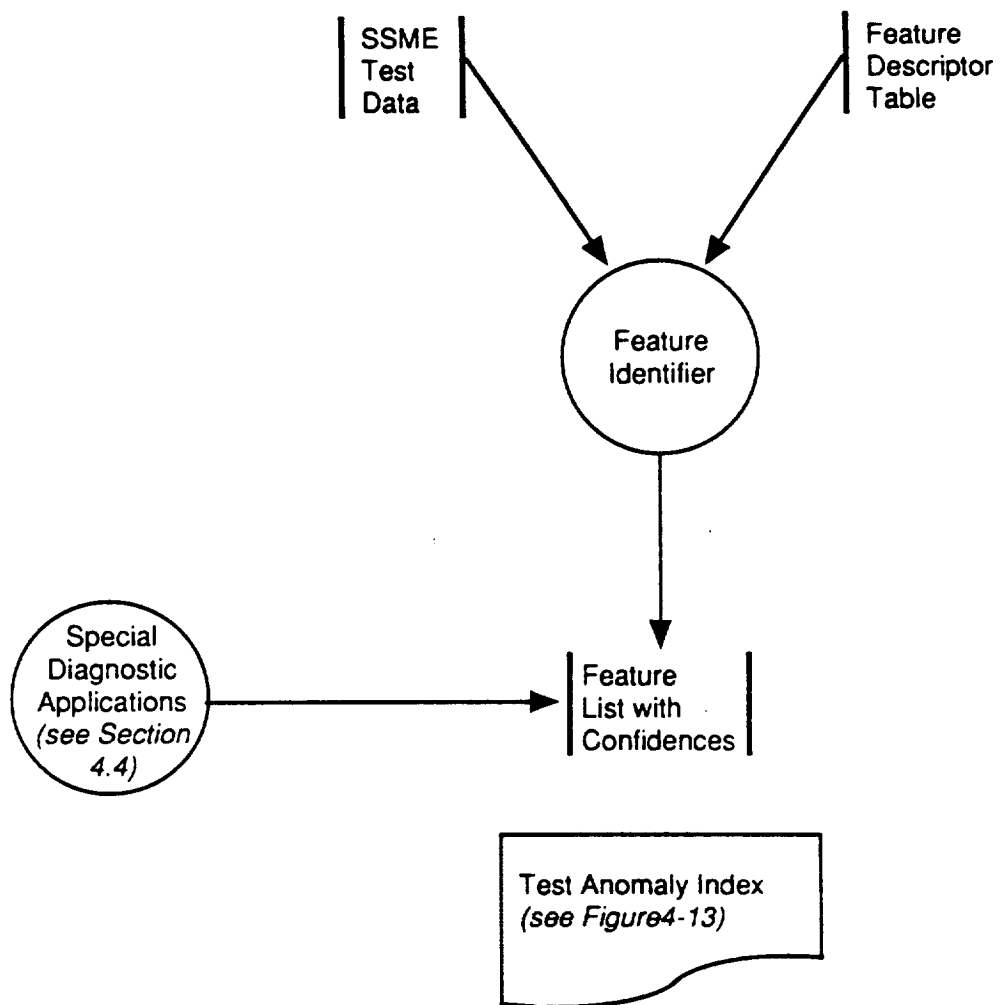 SSME
Test
Data
Feature
Descriptor
Table
Feature
Identifier
Special
Diagnostic
Applications
(see Section
4.4)
Feature
List with
Confidences
Test Anomaly Index
(see Figure4-13)